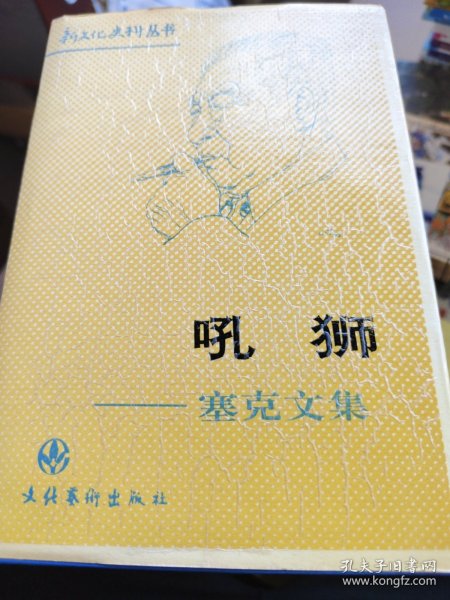 新文化史料丛书
吼狮
——塞克文集
文化艺術出版社
孔夫子旧书网
www.kongfz.com